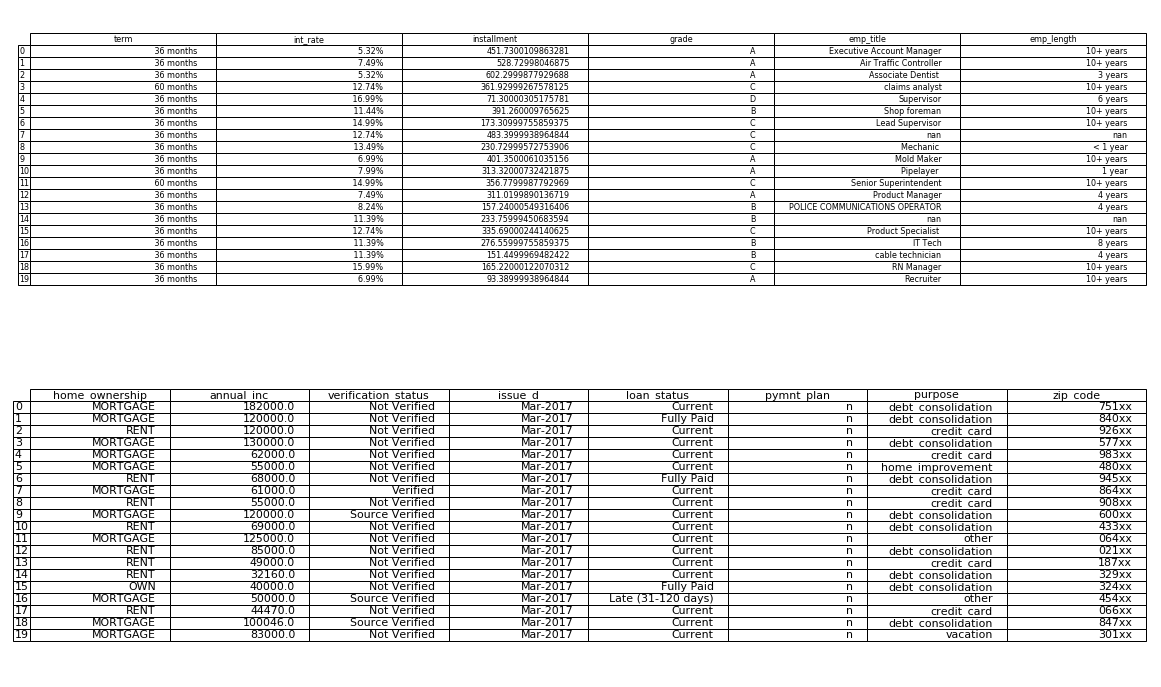 term int_rate installment grade emp_title emp_length
0 36 months 5.32% 451.7300109863281 A Executive Account Manager 10+ years
1 36 months 7.49% 528.72998046875 A Air Traffic Controller 10+ years
2 36 months 5.32% 602.2999877929688 A Associate Dentist 3 years
3 60 months 12.74% 361.92999267578125 C claims analyst 10+ years
4 36 months 16.99% 71.30000305175781 D Supervisor 6 years
5 36 months 11.44% 391.260009765625 B Shop foreman 10+ years
6 36 months 14.99% 173.30999755859375 C Lead Supervisor 10+ years
7 36 months 12.74% 483.3999938964844 C nan nan
8 36 months 13.49% 230.72999572753906 C Mechanic < 1 year
9 36 months 6.99% 401.3500061035156 A Mold Maker 10+ years
10 36 months 7.99% 313.32000732421875 A Pipelayer 1 year
11 60 months 14.99% 356.7799987792969 C Senior Superintendent 10+ years
12 36 months 7.49% 311.0199890136719 A Product Manager 4 years
13 36 months 8.24% 157.24000549316406 B POLICE COMMUNICATIONS OPERATOR 4 years
14 36 months 11.39% 233.75999450683594 B nan nan
15 36 months 12.74% 335.69000244140625 C Product Specialist 10+ years
16 36 months 11.39% 276.55999755859375 B IT Tech 8 years
17 36 months 11.39% 151.4499969482422 B cable technician 4 years
18 36 months 15.99% 165.22000122070312 C RN Manager 10+ years
19 36 months 6.99% 93.38999938964844 A Recruiter 10+ years
home_ownership annual_inc verification_status issue_d loan_status pymnt_plan purpose zip_code
0 MORTGAGE 182000.0 Not Verified Mar-2017 Current n debt_consolidation 751xx
1 MORTGAGE 120000.0 Not Verified Mar-2017 Fully Paid n debt_consolidation 840xx
2 RENT 120000.0 Not Verified Mar-2017 Current n credit_card 926xx
3 MORTGAGE 130000.0 Not Verified Mar-2017 Current n debt_consolidation 577xx
4 MORTGAGE 62000.0 Not Verified Mar-2017 Current n credit_card 983xx
5 MORTGAGE 55000.0 Not Verified Mar-2017 Current n home_improvement 480xx
6 RENT 68000.0 Not Verified Mar-2017 Fully Paid n debt_consolidation 945xx
7 MORTGAGE 61000.0 Verified Mar-2017 Current n credit_card 864xx
8 RENT 55000.0 Not Verified Mar-2017 Current n credit_card 908xx
9 MORTGAGE 120000.0 Source Verified Mar-2017 Current n debt_consolidation 600xx
10 RENT 69000.0 Not Verified Mar-2017 Current n debt_consolidation 433xx
11 MORTGAGE 125000.0 Not Verified Mar-2017 Current n other 064xx
12 RENT 85000.0 Not Verified Mar-2017 Current n debt_consolidation 021xx
13 RENT 49000.0 Not Verified Mar-2017 Current n credit_card 187xx
14 RENT 32160.0 Not Verified Mar-2017 Current n debt_consolidation 329xx
15 OWN 40000.0 Not Verified Mar-2017 Fully Paid n debt_consolidation 324xx
16 MORTGAGE 50000.0 Source Verified Mar-2017 Late (31-120 days) n other 454xx
17 RENT 44470.0 Not Verified Mar-2017 Current n credit_card 066xx
18 MORTGAGE 100046.0 Source Verified Mar-2017 Current n debt_consolidation 847xx
19 MORTGAGE 83000.0 Not Verified Mar-2017 Current n vacation 301xx